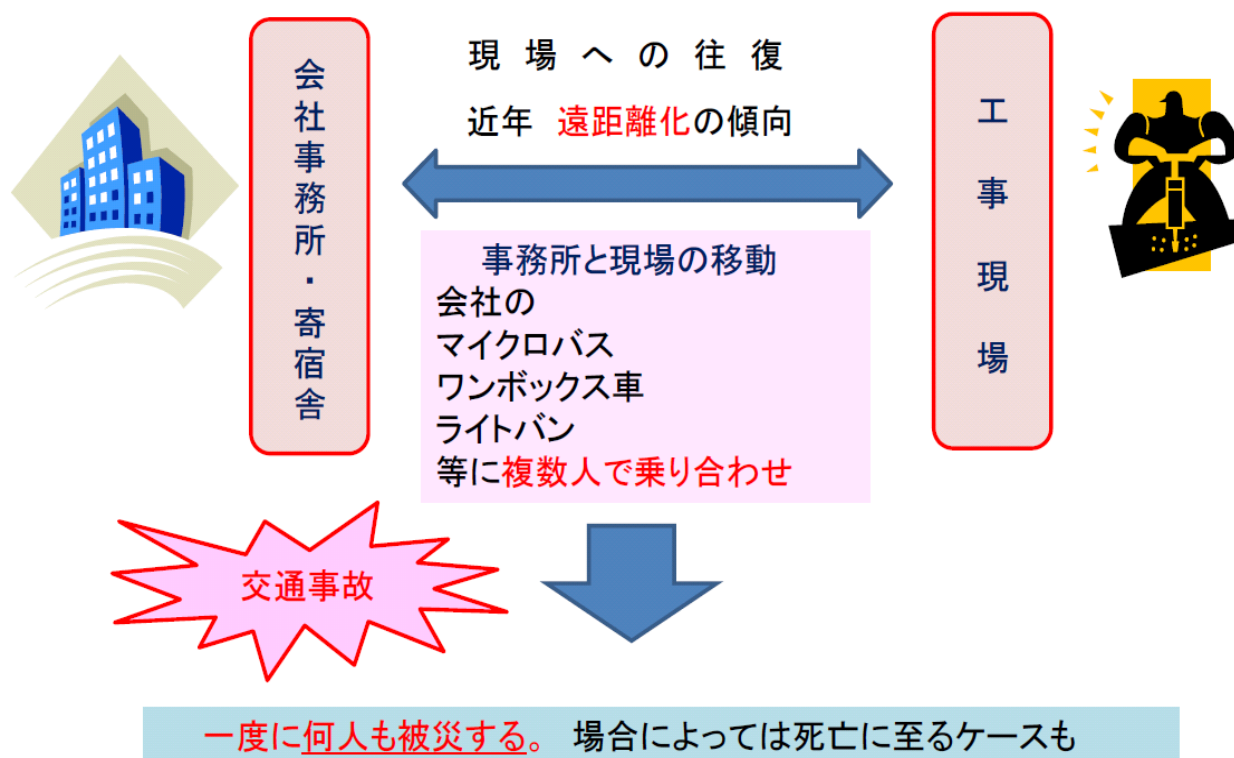 会社事務所・寄宿舎
現場への往復
近年 遠距離化の傾向
工事現場
事務所と現場の移動
会社の
マイクロバス
ワンボックス車
ライトバン
等に複数人で乗り合わせ
交通事故
一度に何人も被災する。 場合によっては死亡に至るケースも